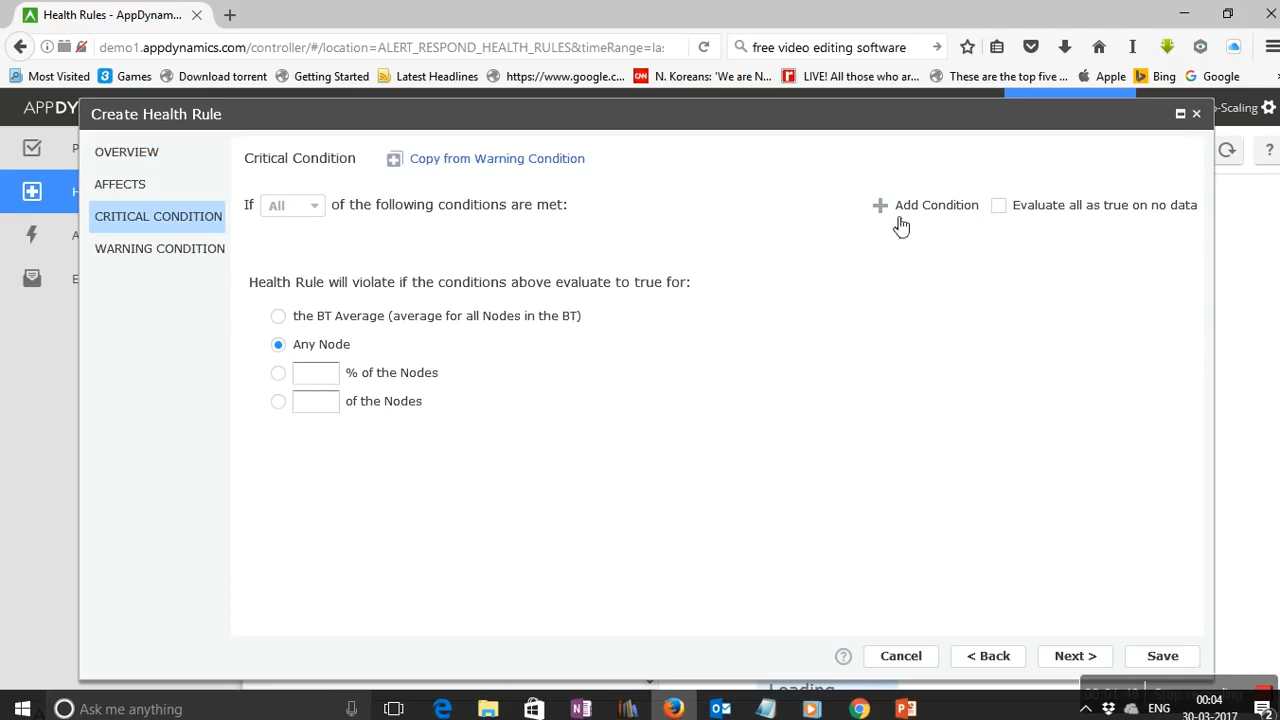 Health Rules - AppDynam...
demo1.appdynamics.com/controller/#/location=ALERT_RESPOND_HEALTH_RULES&timeRange=la:
free video editing software
Most Visited
Games
Download torrent
Getting Started
Latest Headlines
https://www.google.c...
N. Koreans: 'We are N...
LIVE! All those who ar...
These are the top five ...
Apple
Bing
Google
APPDY
Create Health Rule
o-Scaling
OVERVIEW
AFFECTS
CRITICAL CONDITION
WARNING CONDITION
Critical Condition
Copy from Warning Condition
If All of the following conditions are met:
Add Condition
Evaluate all as true on no data
Health Rule will violate if the conditions above evaluate to true for:
the BT Average (average for all Nodes in the BT)
Any Node
% of the Nodes
of the Nodes
Cancel
< Back
Next >
Save
Loading
Ask me anything
ENG
00:04
30-03-2017